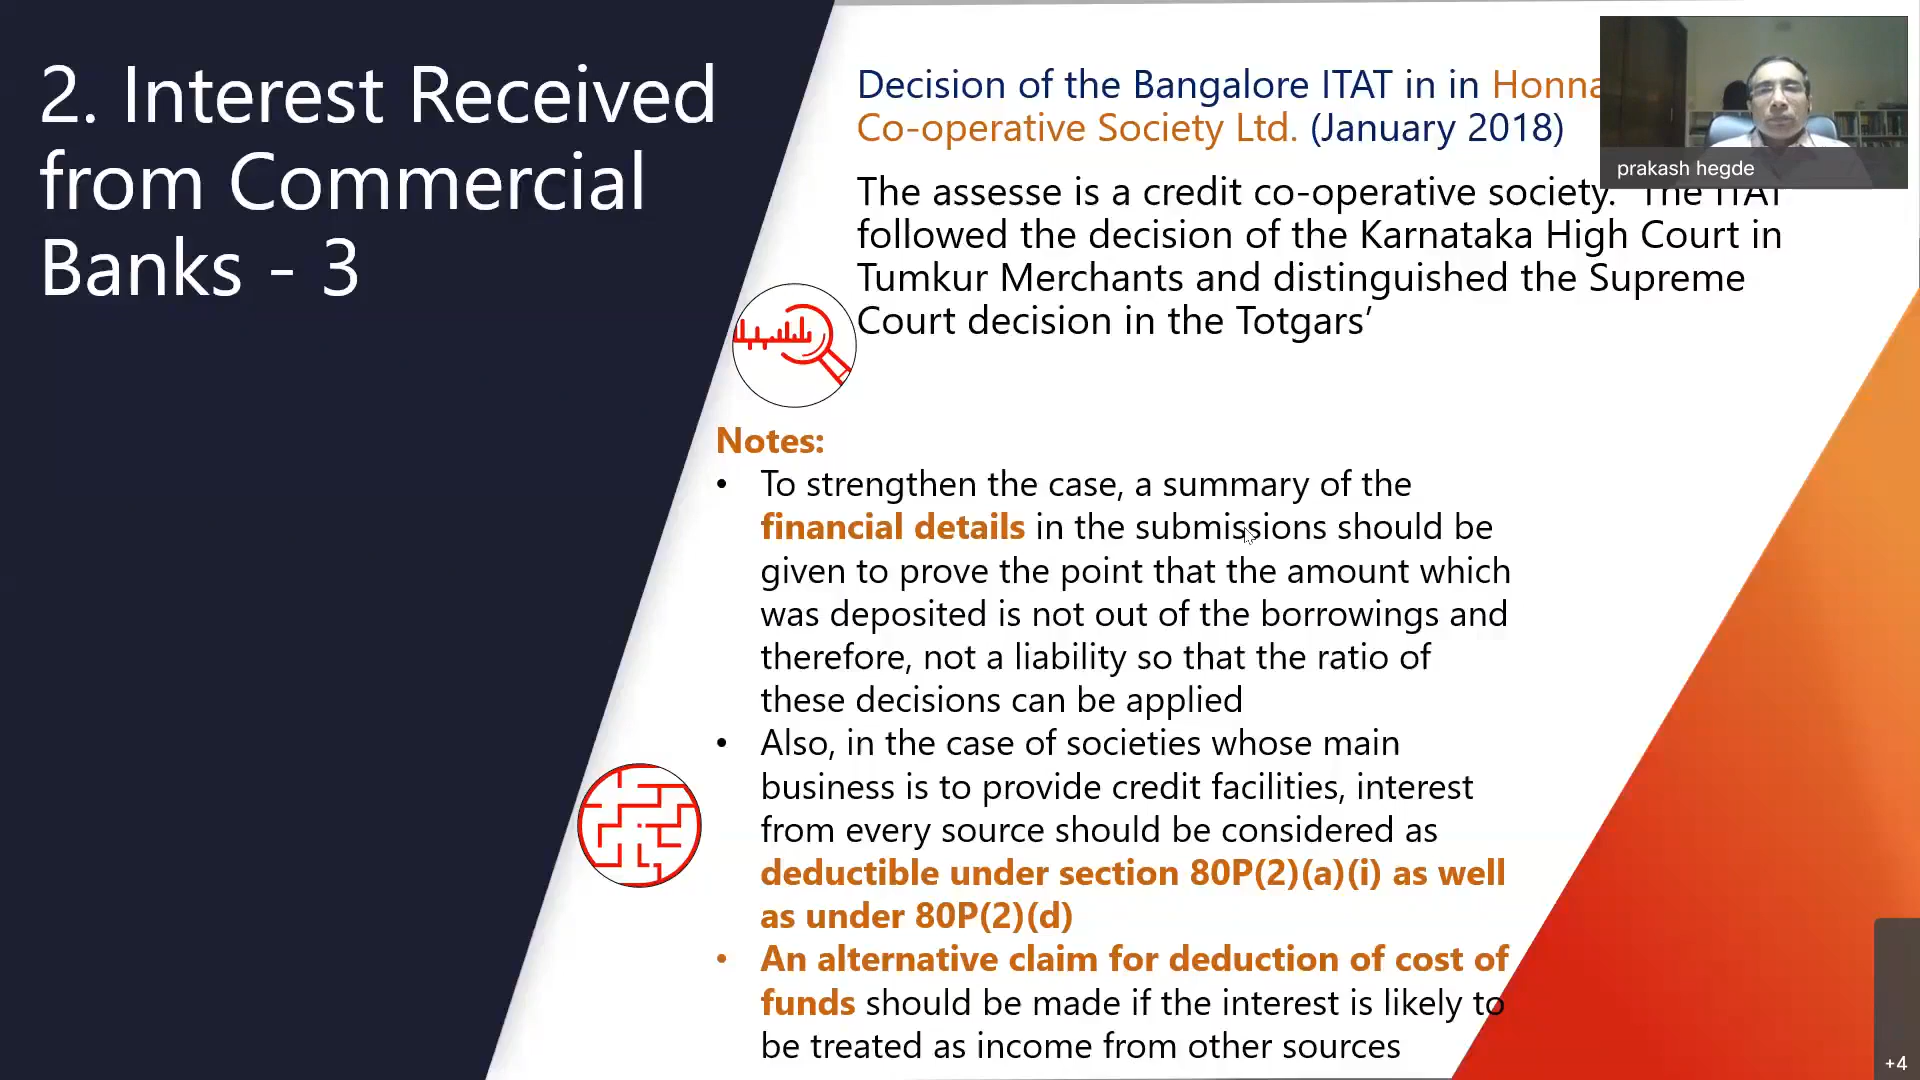 2. Interest Received
from Commercial
Banks - 3
Decision of the Bangalore ITAT in in
Co-operative Society Ltd. (January 2018)
prakash hegde
The assesse is a credit co-operative society. The ITAT
followed the decision of the Karnataka High Court in
Tumkur Merchants and distinguished the Supreme
Court decision in the Totgars’
Notes:
• To strengthen the case, a summary of the
financial details in the submissions should be
given to prove the point that the amount which
was deposited is not out of the borrowings and
therefore, not a liability so that the ratio of
these decisions can be applied
• Also, in the case of societies whose main
business is to provide credit facilities, interest
from every source should be considered as
deductible under section 80P(2)(a)(i) as well
as under 80P(2)(d)
• An alternative claim for deduction of cost of
funds should be made if the interest is likely to
be treated as income from other sources
+4